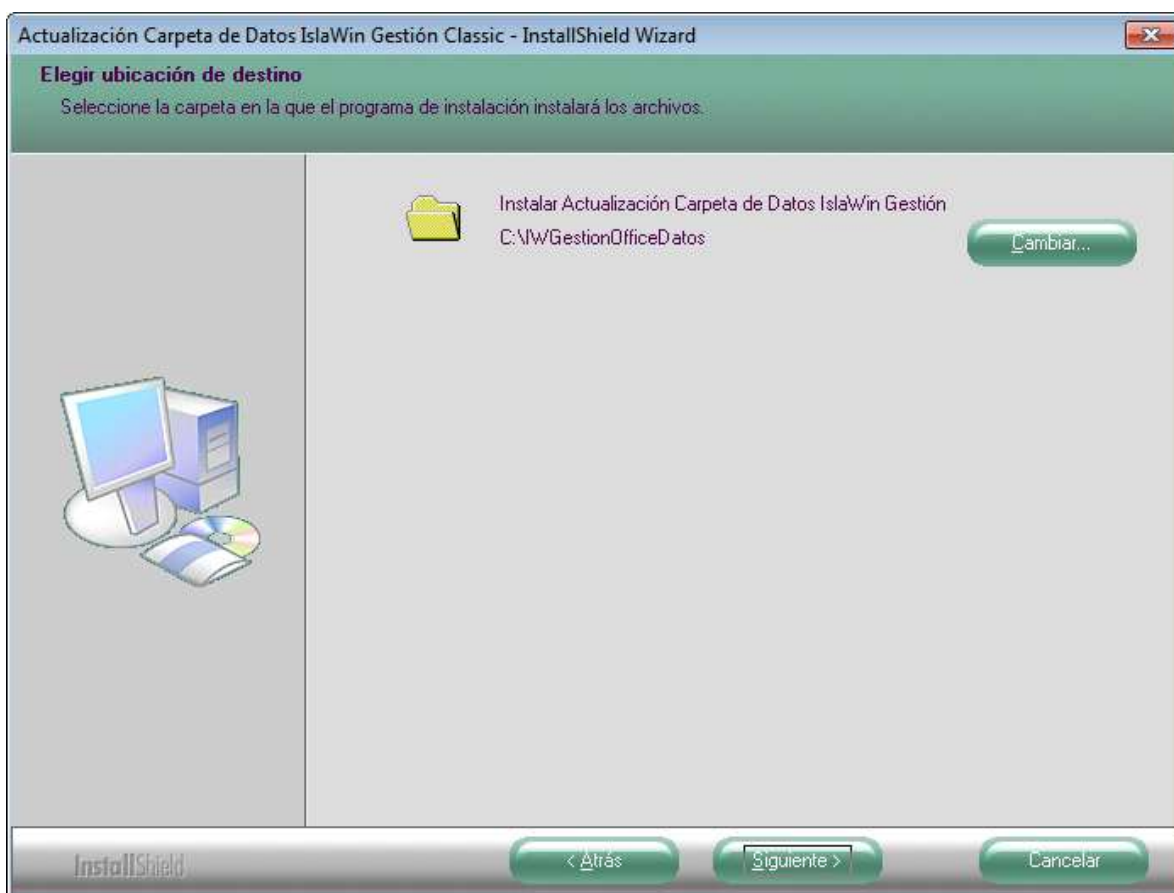 Actualización Carpeta de Datos IslaWin Gestión Classic - InstallShield Wizard
Elegir ubicación de destino
Seleccione la carpeta en la que el programa de instalación instalará los archivos.
Instalar Actualización Carpeta de Datos IslaWin Gestión
C:\IWGestionOfficeDatos
Cambiar...
InstallShield
< Atrás
Siguiente >
Cancelar